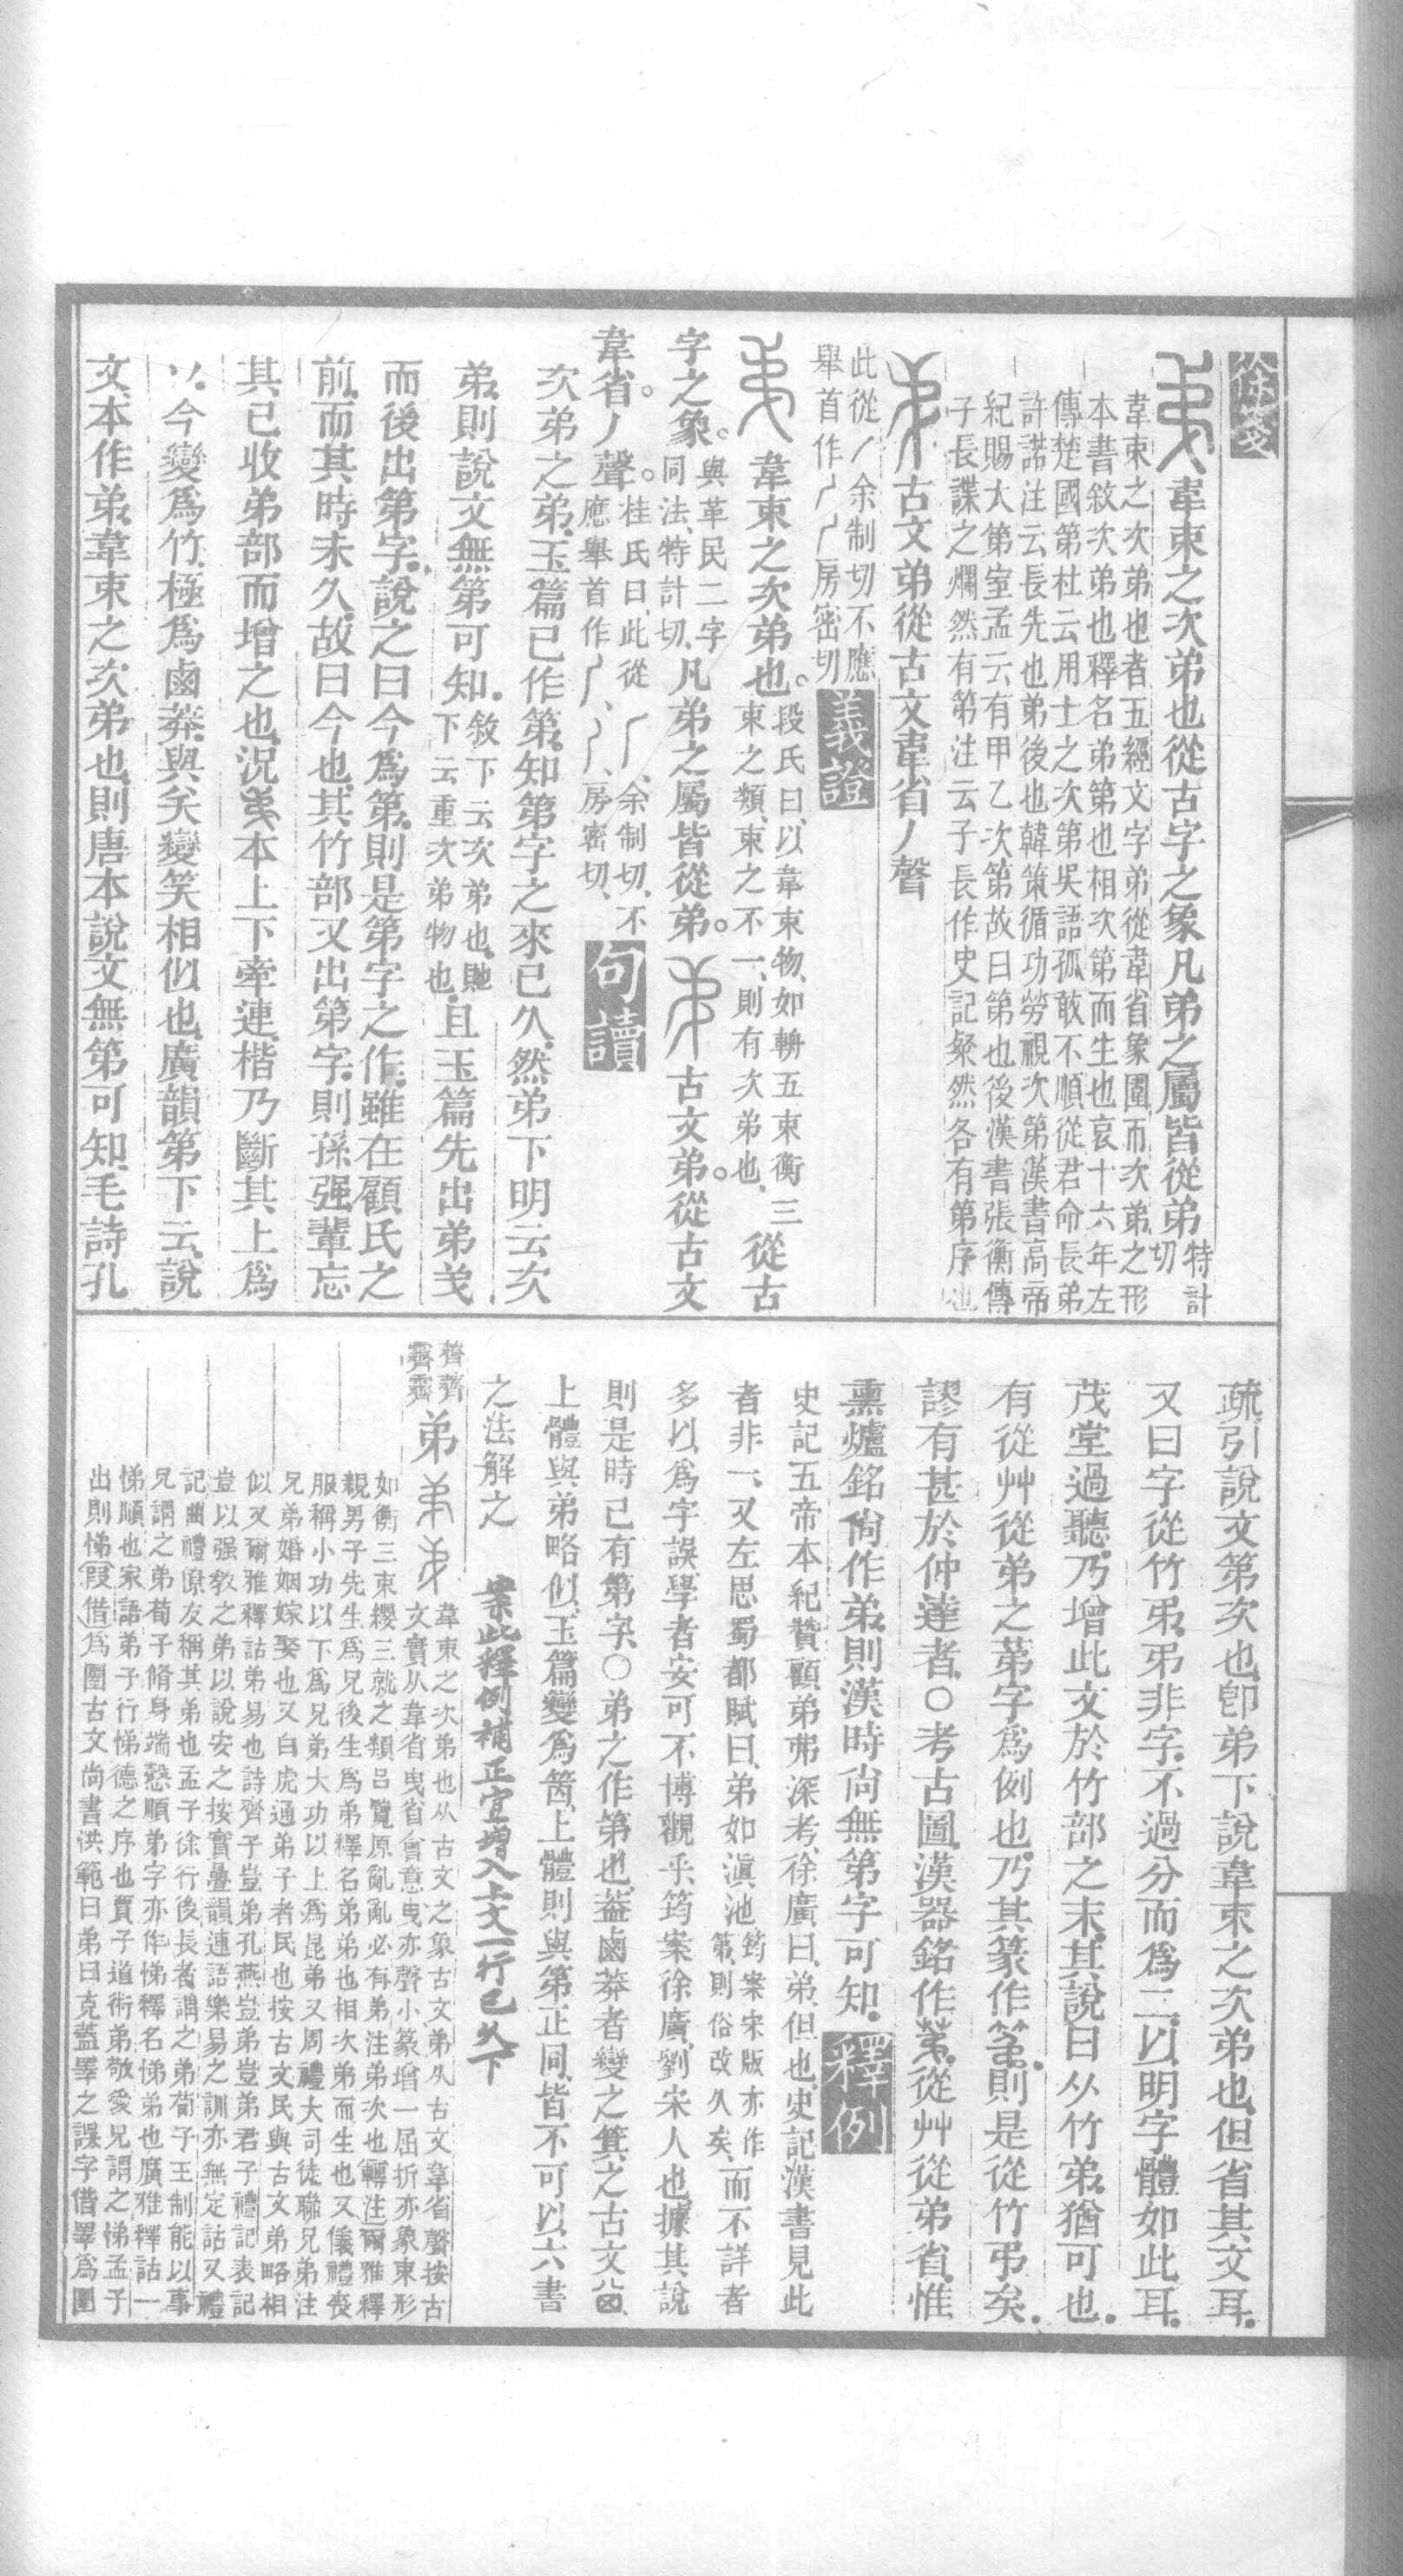 徐箋
韋束之次弟也從古字之象凡弟之屬皆從弟特計
切
韋束之次弟也者五經文字弟從韋省象圍而次弟之形
本書敘次弟也釋名弟第也相次第而生也哀十六年左
傳楚國第杜云用士之次第吳語孤敢不順從君命長弟
許諾注云長先也弟後也韓策循功勞視次第漢書高帝
紀賜大第室孟云有甲乙次第故曰第也後漢書張衡傳
子長諜之爛然有第注云子長作史記粲然各有第序也
古文弟從古文韋省丿聲
此從丿余制切不應
舉首作丿丿房密切
義證
韋束之次弟也。段氏曰、以韋束物、如輈五束衡三
束之類、束之不一、則有次弟也、
從古
字之象。與革民二字
同法、特計切、
凡弟之屬皆從弟。古文弟。從古文
韋省。丿聲。桂氏曰、此從余制切、不
應舉首作房密切、
句讀
次弟之弟、玉篇已作第、知第字之來已久、然弟下明云次
弟、則說文無第可知、敘下云次弟也、
下云重次弟物也、
且玉篇先出弟
而後出第字、說之曰今為第、則是第字之作、雖在顧氏之
前、而其時未久、故曰今也、其竹部又出第字、則孫强輩忘
其已收弟部而增之也、況本上下牽連、楷乃斷其上為
丷、今變為竹、極為鹵莽、與关變笑相似也、廣韻第下云、說
文、本作弟、韋束之次弟也、則唐本說文無第可知、毛詩孔
疏、引說文第次也、卽弟下說韋束之次弟也、但省其文耳、
又曰字從竹弟、弟非字、不過分而為二、以明字體如此耳、
茂堂過聽、乃增此文於竹部之末、其說曰从竹弟、猶可也、
有從艸從弟之苐字為例也、乃其篆作、則是從竹弔矣、
謬有甚於仲達者、○考古圖、漢器銘作苐、從艸從弟省、惟
熏爐銘尙作弟、則漢時尙無第字可知、
釋例
史記五帝本紀贊顧弟弗深考、徐廣曰、弟、但也、史記漢書見此
者非一、又左思蜀都賦曰、弟如滇池、筠案宋版亦作
第、則俗改久矣、
而不詳者
多以為字誤、學者安可不博觀乎、筠案徐廣、劉宋人也、據其說
則是時已有第字、○弟之作第也、葢鹵莽者變之、箕之古文
上體與弟略似、玉篇變為、上體則與第正同、皆不可以六書
之法解之　案此釋例補正宜增入上文一行已久下
弟
韋束之次弟也从古文之象古文弟从古文韋省聲按古
文實从韋省曳省會意曳亦聲小篆增一屈折亦象束形
如衡三束纓三就之類呂覽原亂亂必有弟注弟次也轉注爾雅釋
親男子先生為兄後生為弟釋名弟弟也相次弟而生也又儀禮喪
服稱小功以下為兄弟大功以上為昆弟又周禮大司徒聯兄弟注
兄弟婚姻嫁娶也又白虎通弟子者民也按古文民與古文弟略相
似又爾雅釋詁弟易也詩齊子豈弟孔燕豈弟豈弟君子禮記表記
豈以强敎之弟以說安之按實疊韻連語樂易之訓亦無定詁又禮
記曲禮僚友稱其弟也孟子徐行後長者謂之弟荀子王制能以事
兄謂之弟荀子脩身端愨順弟字亦作悌釋名悌弟也廣雅釋詁一
悌順也家語弟子行悌德之序也賈子道術弟敬愛兄謂之悌孟子
出則悌叚借為圛古文尙書洪範曰弟曰克蓋睪之誤字借睪為圛